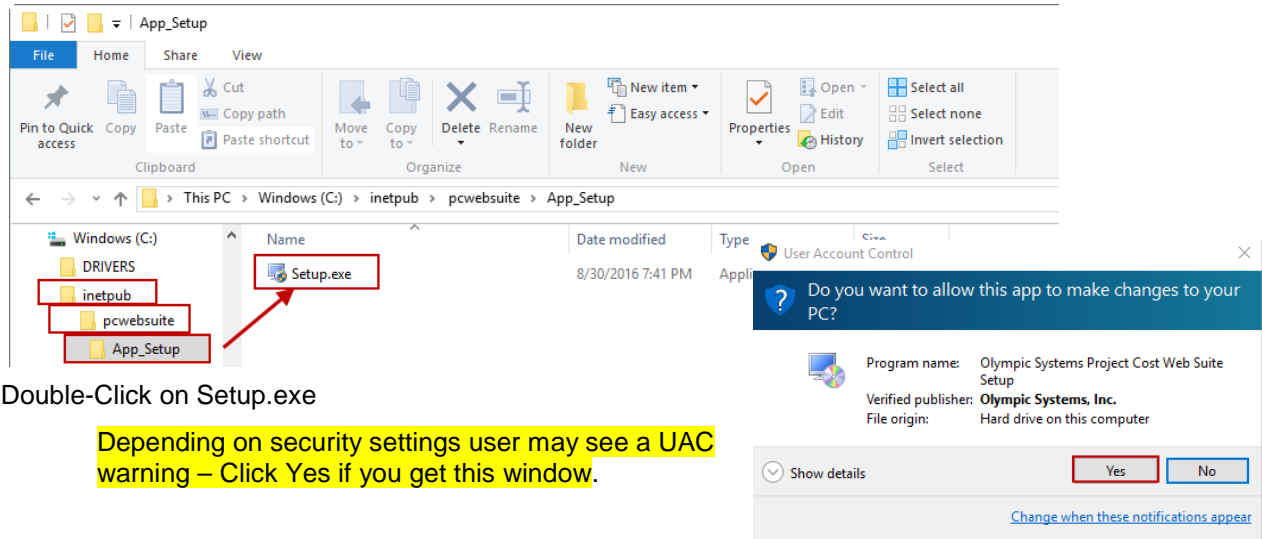 App_Setup
File Home Share View
Pin to Quick access
Copy
Paste
Cut
Copy path
Paste shortcut
Clipboard
Move to
Copy to
Delete
Rename
Organize
New folder
New item
Easy access
New
Properties
Open
Edit
History
Open
Select all
Select none
Invert selection
Select
This PC > Windows (C:) > inetpub > pcwebsuite > App_Setup
Windows (C:)
DRIVERS
inetpub
pcwebsuite
App_Setup
Name Date modified Type Size
Setup.exe 8/30/2016 7:41 PM Appli
Double-Click on Setup.exe
Depending on security settings user may see a UAC
warning – Click Yes if you get this window.
User Account Control
Do you want to allow this app to make changes to your
PC?
Program name: Olympic Systems Project Cost Web Suite
Setup
Verified publisher: Olympic Systems, Inc.
File origin: Hard drive on this computer
Show details
Yes No
Change when these notifications appear